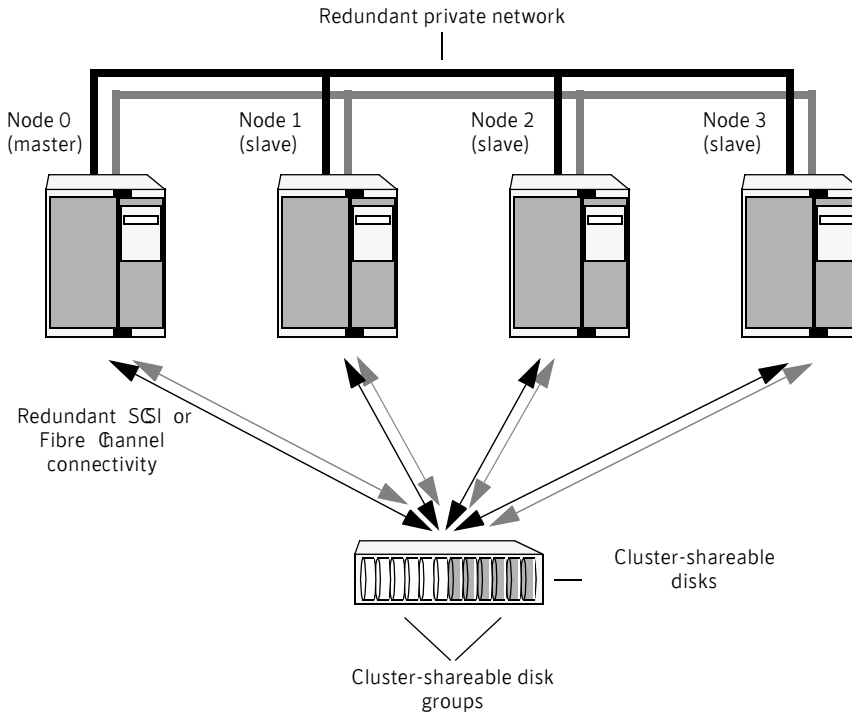 Redundant private network
Node 0
(master)
Node 1
(slave)
Node 2
(slave)
Node 3
(slave)
Redundant SCSI or
Fibre Channel
connectivity
Cluster-shareable
disks
Cluster-shareable disk
groups